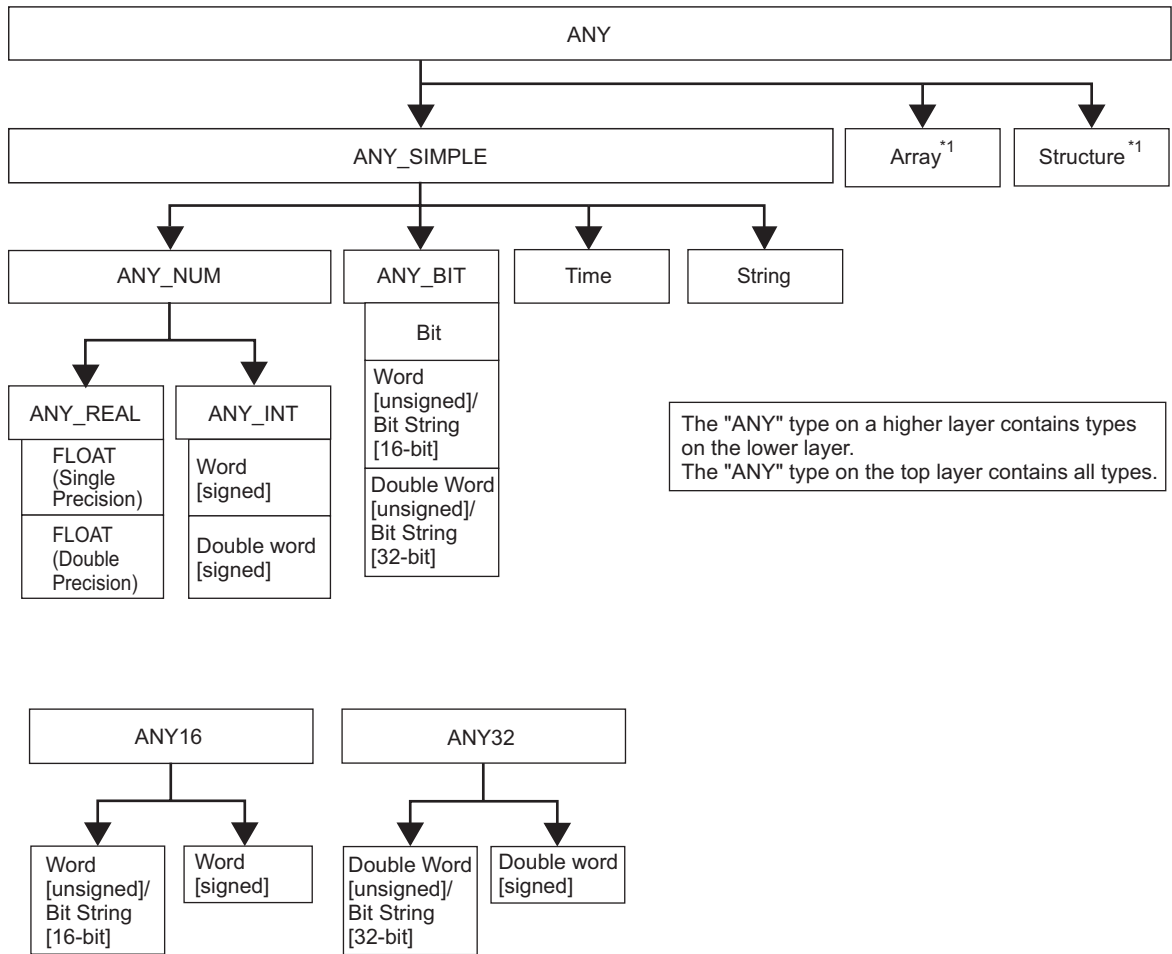 ANY
ANY_SIMPLE
Array*1
Structure*1
ANY_NUM
ANY_BIT
Time
String
Bit
Word
[unsigned]/
Bit String
[16-bit]
Double Word
[unsigned]/
Bit String
[32-bit]
ANY_REAL
ANY_INT
FLOAT
(Single
Precision)
Word
[signed]
FLOAT
(Double
Precision)
Double word
[signed]
The "ANY" type on a higher layer contains types
on the lower layer.
The "ANY" type on the top layer contains all types.
ANY16
ANY32
Word
[unsigned]/
Bit String
[16-bit]
Word
[signed]
Double Word
[unsigned]/
Bit String
[32-bit]
Double word
[signed]